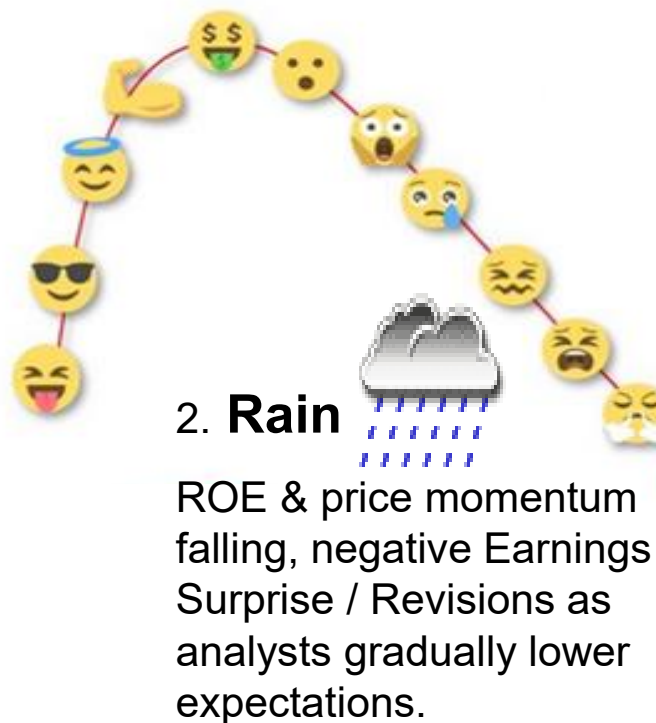 $ $
2. Rain
ROE & price momentum
falling, negative Earnings
Surprise / Revisions as
analysts gradually lower
expectations.